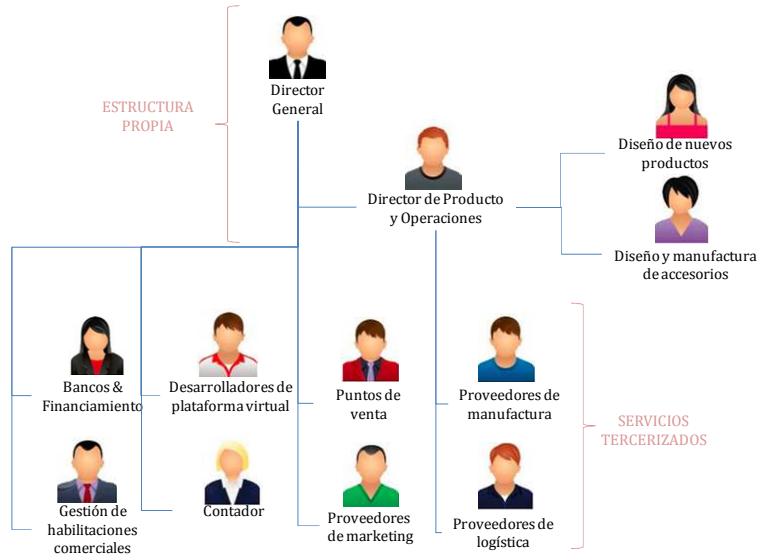 Director
General
ESTRUCTURA
PROPIA
Director de Producto
y Operaciones
Diseño de nuevos
productos
Diseño y manufactura
de accesorios
Bancos &
Financiamiento
Desarrolladores de
plataforma virtual
Puntos de
venta
Proveedores de
manufactura
SERVICIOS
TERCERIZADOS
Gestión de
habilitaciones
comerciales
Contador
Proveedores
de marketing
Proveedores de
logística